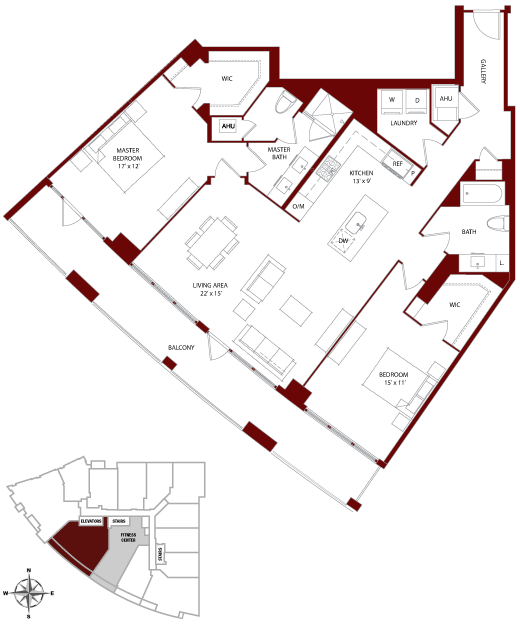 GALLERY
WIC
W
D
AHU
LAUNDRY
AHU
MASTER
BEDROOM
17' x 12'
MASTER
BATH
REF
P
KITCHEN
13' x 9'
O/M
DW
BATH
L
LIVING AREA
22' x 15'
WIC
BALCONY
BEDROOM
15' x 11'
ELEVATORS
STAIRS
FITNESS
CENTER
STAIRS
N
W
E
S